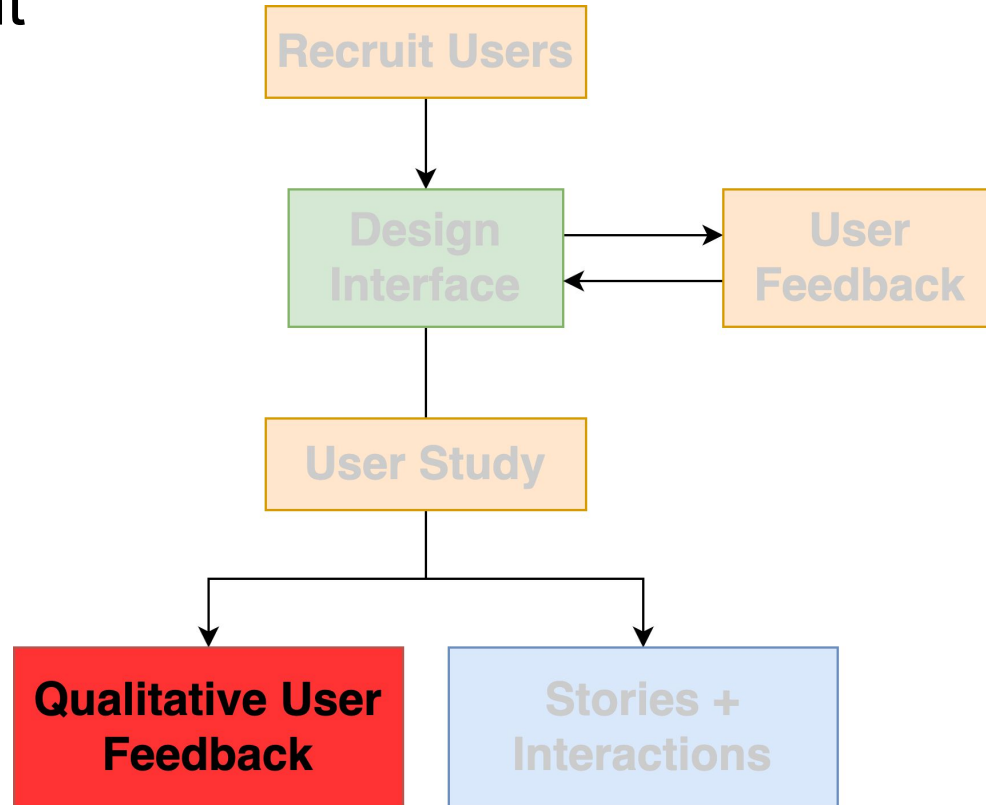 Recruit Users
Design
Interface
User
Feedback
User Study
Qualitative User
Feedback
Stories +
Interactions